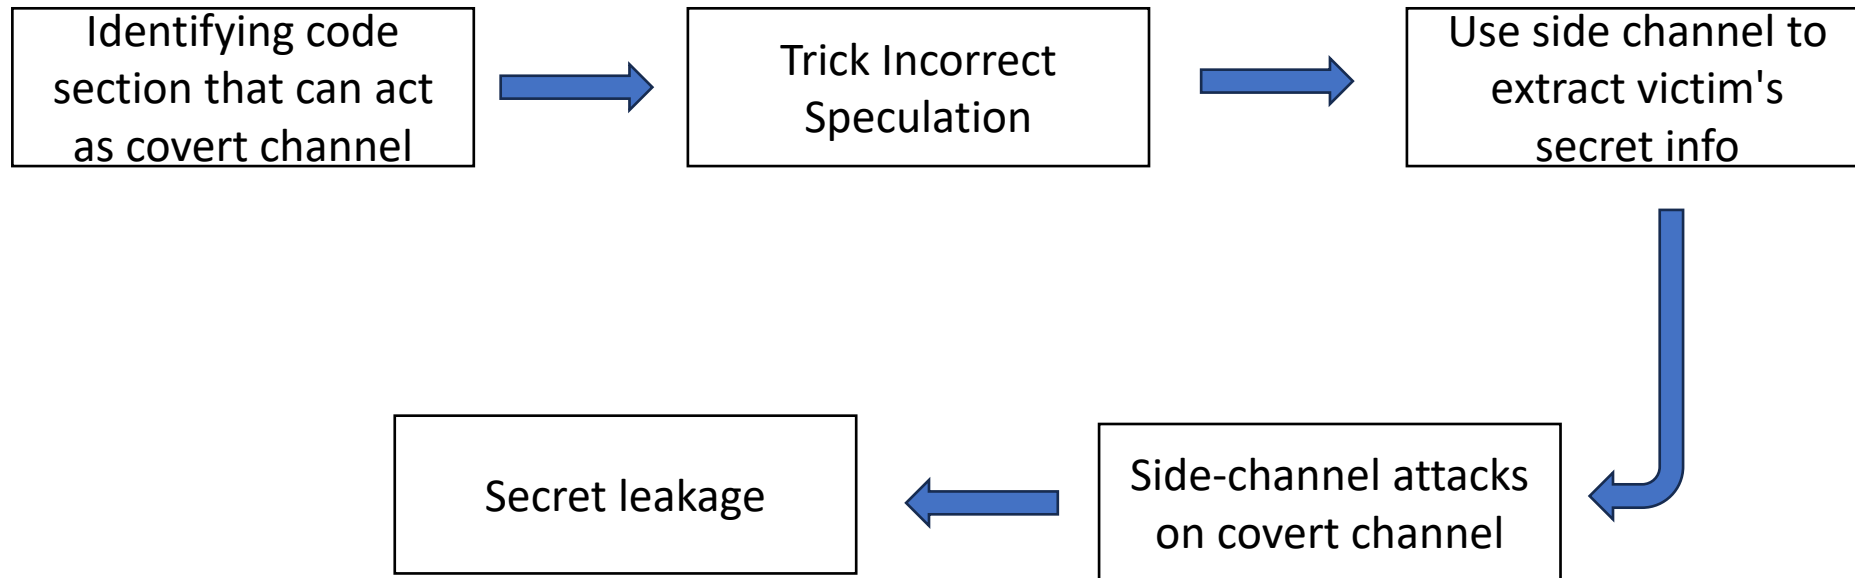 Identifying code
section that can act
as covert channel
Trick Incorrect
Speculation
Use side channel to
extract victim's
secret info
Side-channel attacks
on covert channel
Secret leakage